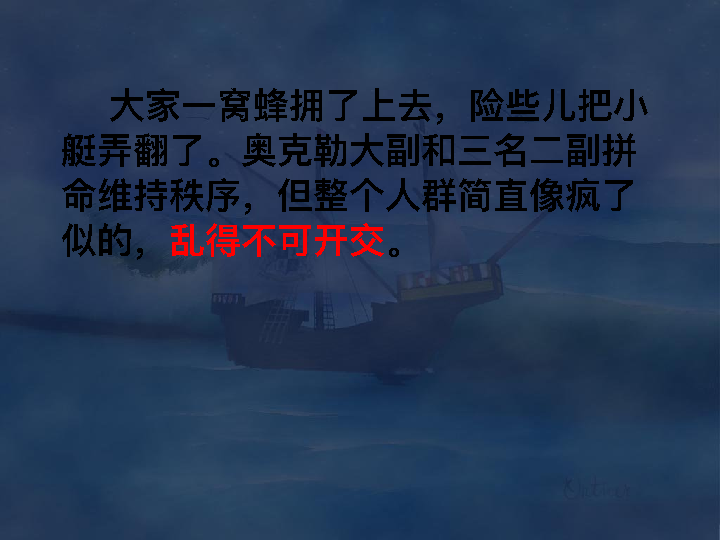 大家一窝蜂拥了上去，险些儿把小
艇弄翻了。奥克勒大副和三名二副拼
命维持秩序，但整个人群简直像疯了
似的，乱得不可开交。